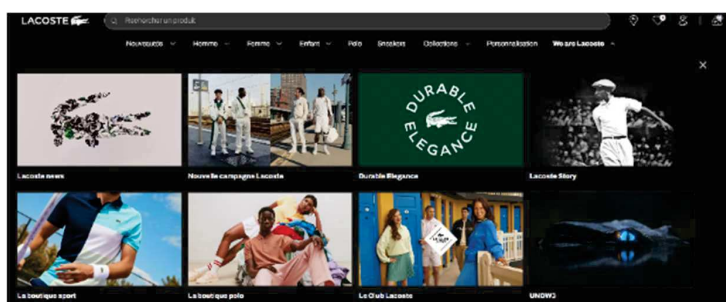 LACOSTE
Rechercher un produit
Nouveautés Homme Femme Enfant Polo Sneakers Collections Personnalisation We are Lacoste
DURABLE ELEGANCE
Lacoste news Nouvelle campagne Lacoste Durable Elegance Lacoste Story
La boutique sport La boutique polo Le Club Lacoste UNDW3